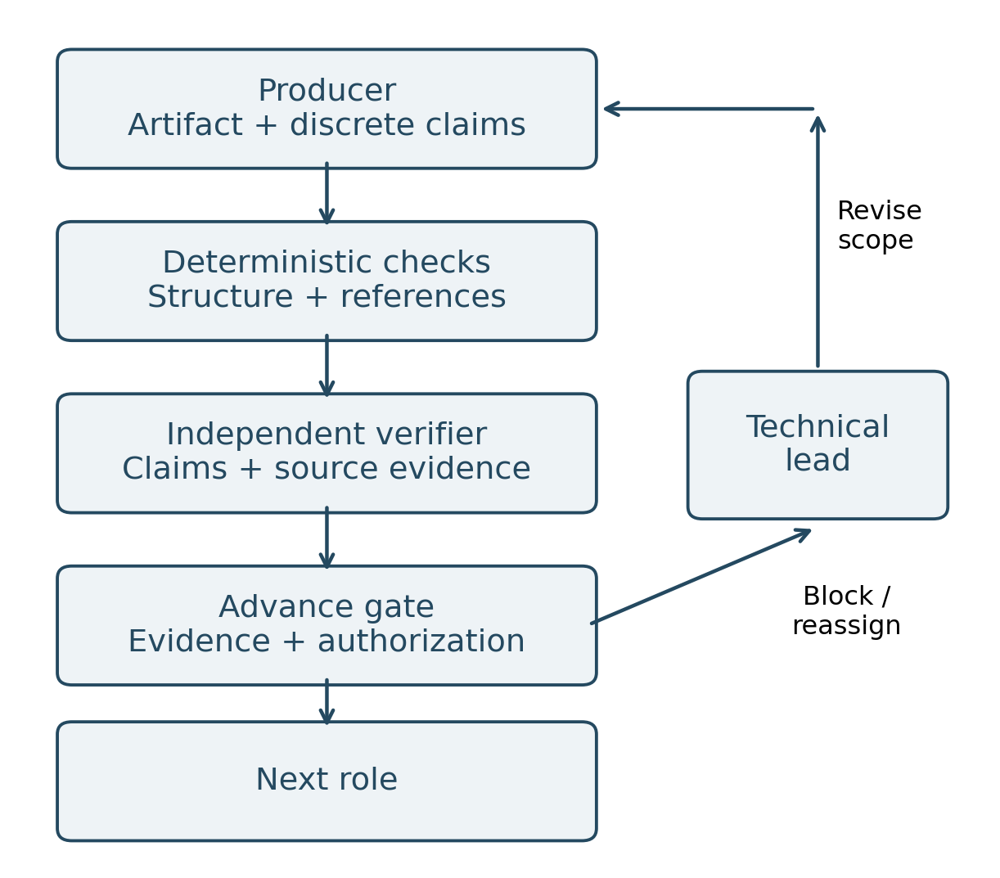 Producer
Artifact + discrete claims
Deterministic checks
Structure + references
Independent verifier
Claims + source evidence
Advance gate
Evidence + authorization
Next role
Revise
scope
Technical
lead
Block /
reassign